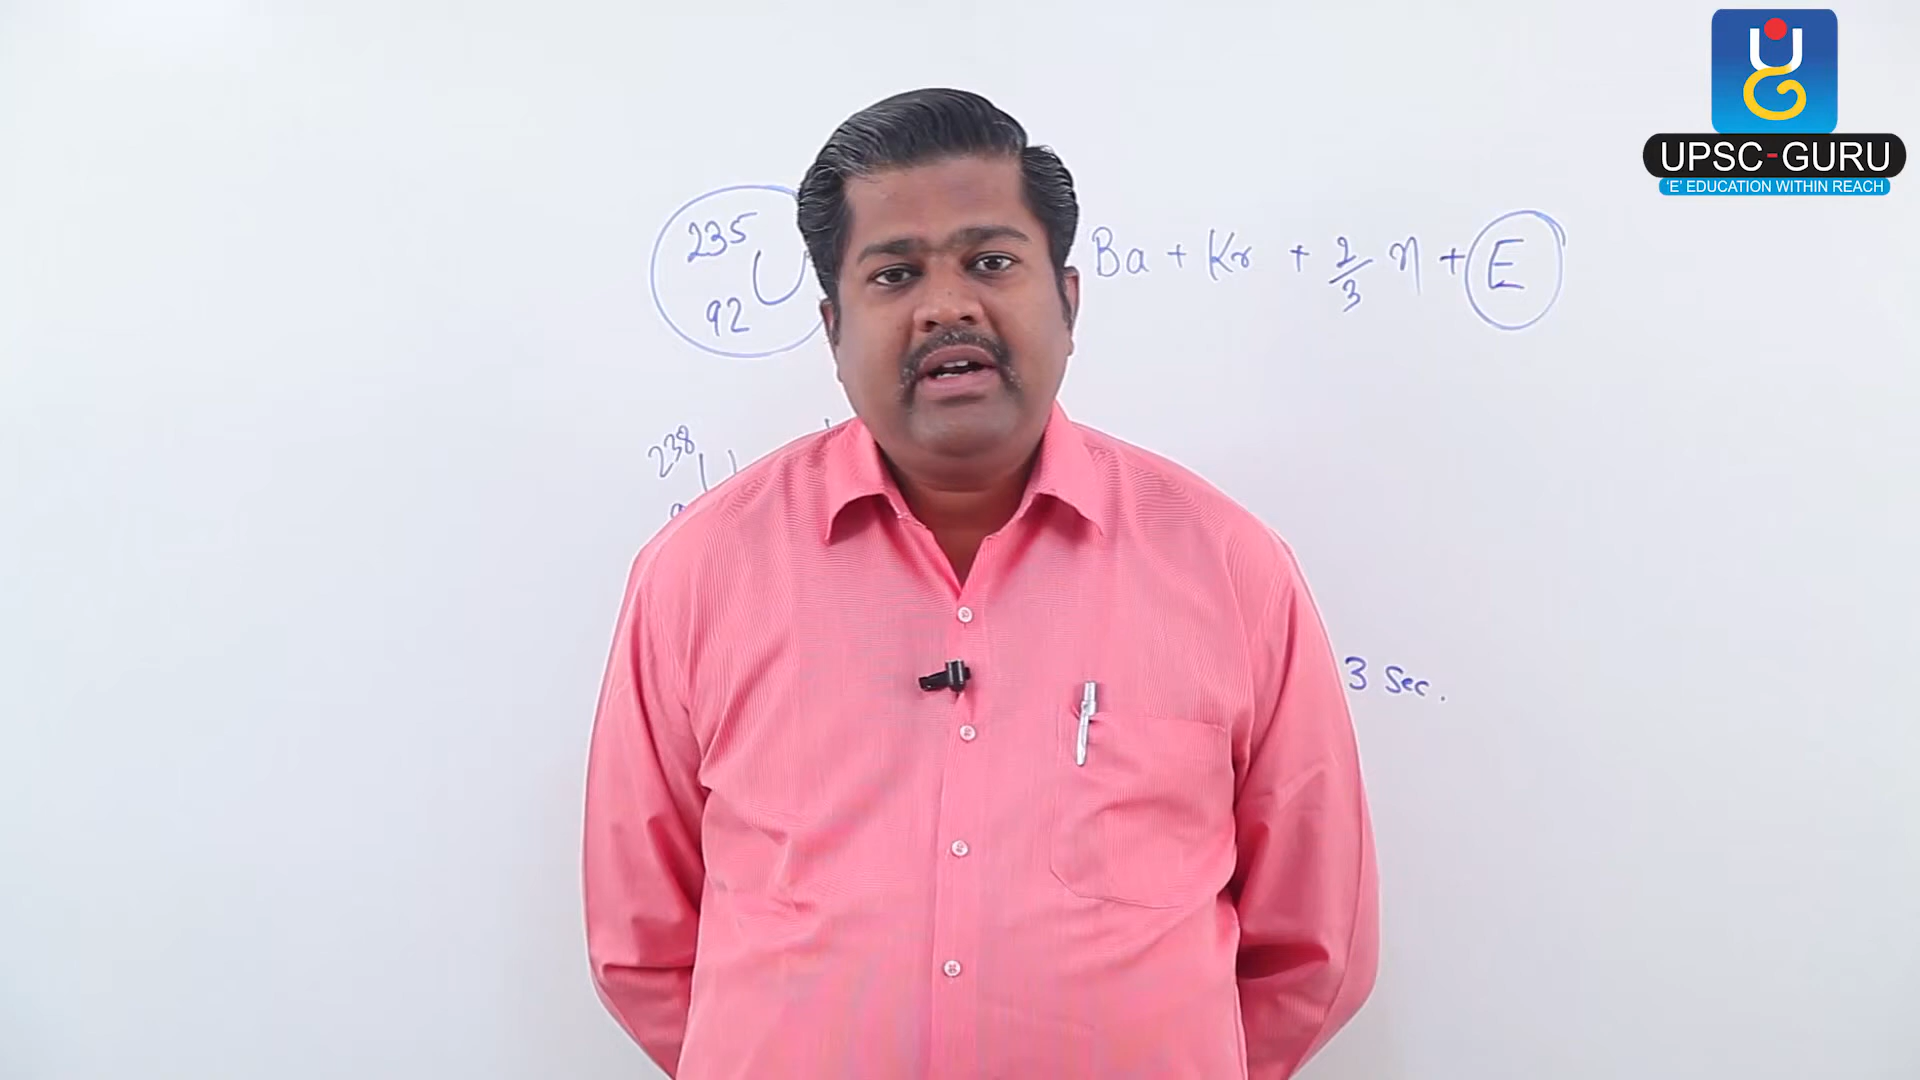 UPSC-GURU
'E' EDUCATION WITHIN REACH
235
92 U
Ba + Kr + 2/3 n + E
238
3 Sec.